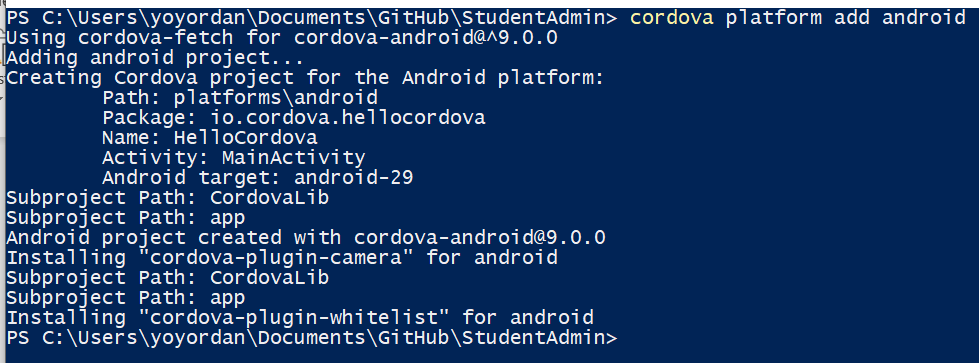 PS C:\Users\yoyordan\Documents\GitHub\StudentAdmin> cordova platform add android
Using cordova-fetch for cordova-android@^9.0.0
Adding android project...
Creating Cordova project for the Android platform:
        Path: platforms\android
        Package: io.cordova.hellocordova
        Name: HelloCordova
        Activity: MainActivity
        Android target: android-29
Subproject Path: CordovaLib
Subproject Path: app
Android project created with cordova-android@9.0.0
Installing "cordova-plugin-camera" for android
Subproject Path: CordovaLib
Subproject Path: app
Installing "cordova-plugin-whitelist" for android
PS C:\Users\yoyordan\Documents\GitHub\StudentAdmin>